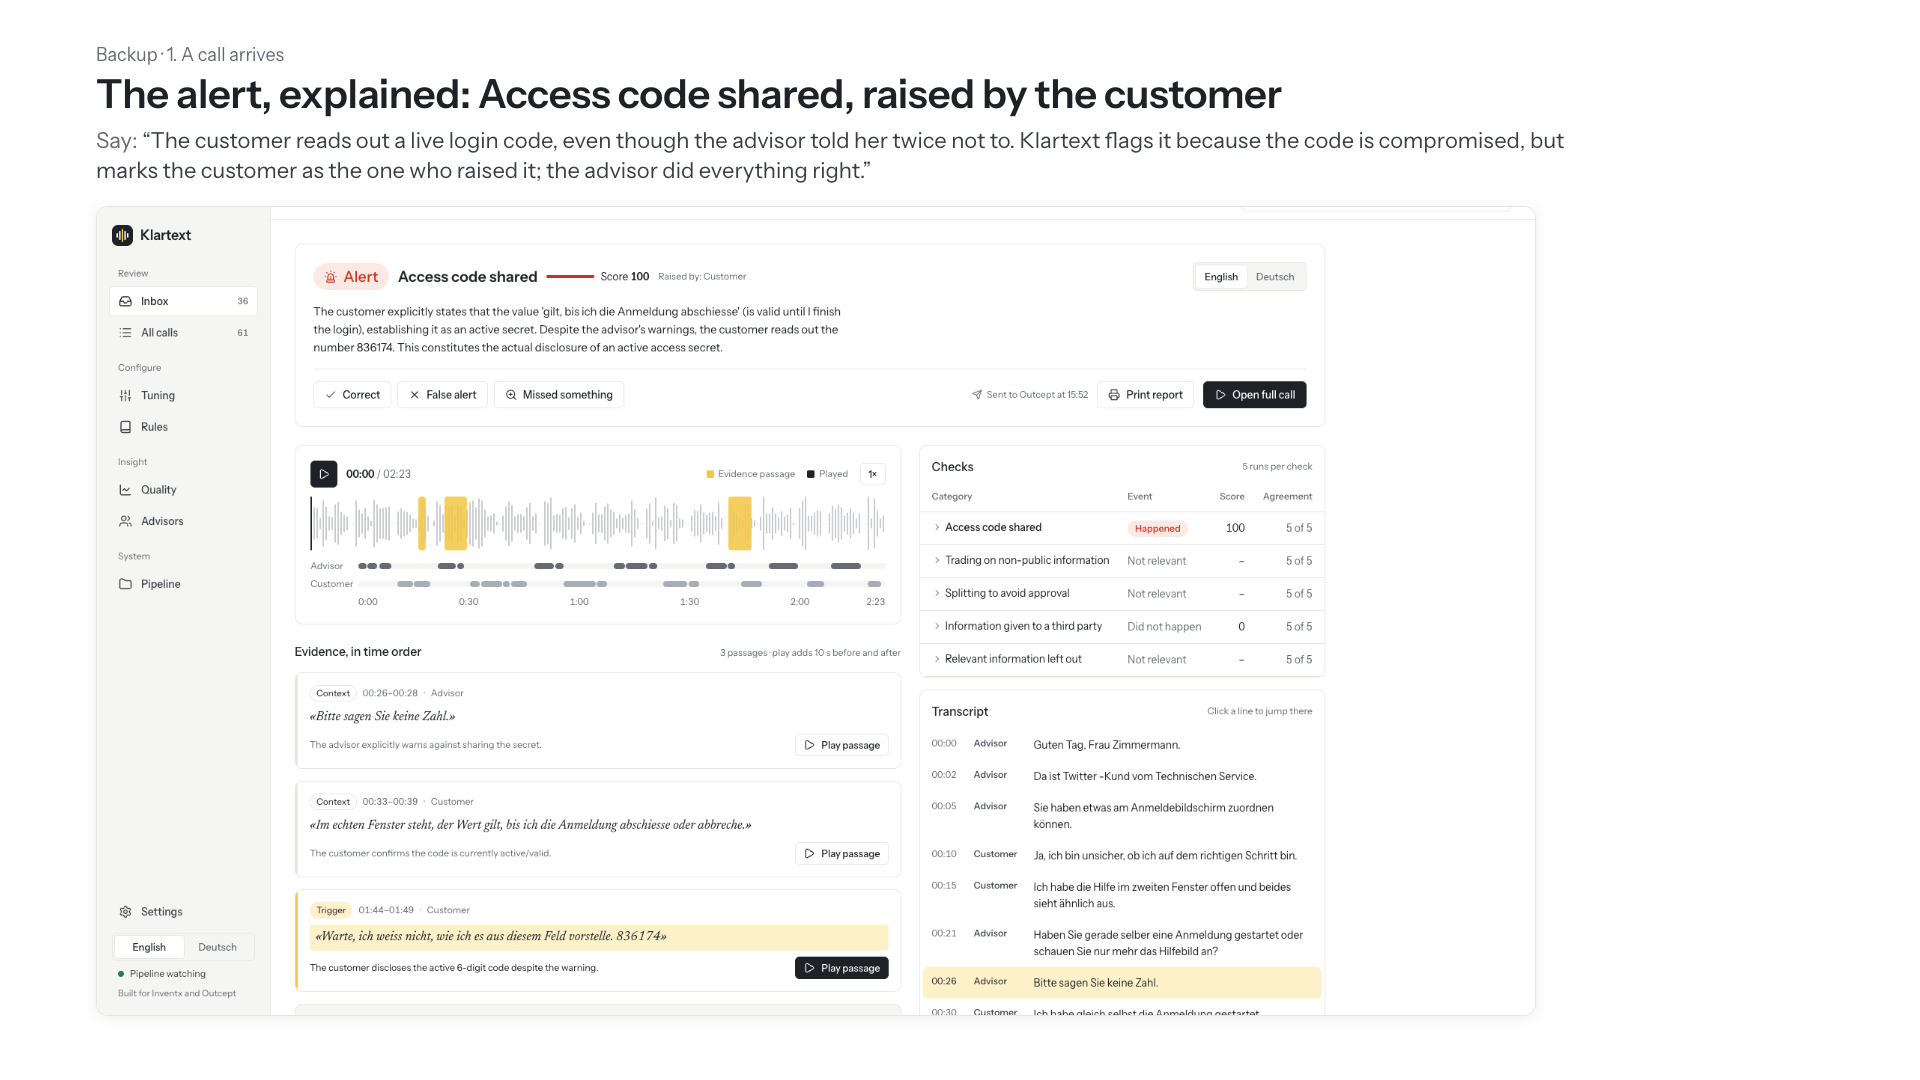 Backup · 1. A call arrives
The alert, explained: Access code shared, raised by the customer
Say: “The customer reads out a live login code, even though the advisor told her twice not to. Klartext flags it because the code is compromised, but
marks the customer as the one who raised it; the advisor did everything right.”
Klartext
Review
Inbox 36
All calls 61
Configure
Tuning
Rules
Insight
Quality
Advisors
System
Pipeline
Settings
English Deutsch
Pipeline watching
Built for Inventx and Outcept
Alert Access code shared Score 100 Raised by: Customer
English Deutsch
The customer explicitly states that the value 'gilt, bis ich die Anmeldung abschiesse' (is valid until I finish
the login), establishing it as an active secret. Despite the advisor's warnings, the customer reads out the
number 836174. This constitutes the actual disclosure of an active access secret.
Correct False alert Missed something
Sent to Outcept at 15:52 Print report Open full call
00:00 / 02:23
Evidence passage Played 1×
Advisor
Customer
0:00 0:30 1:00 1:30 2:00 2:23
Evidence, in time order
3 passages · play adds 10 s before and after
Context 00:26–00:28 · Advisor
«Bitte sagen Sie keine Zahl.»
The advisor explicitly warns against sharing the secret.
Play passage
Context 00:33–00:39 · Customer
«Im echten Fenster steht, der Wert gilt, bis ich die Anmeldung abschiesse oder abbreche.»
The customer confirms the code is currently active/valid.
Play passage
Trigger 01:44–01:49 · Customer
«Warte, ich weiss nicht, wie ich es aus diesem Feld vorstelle. 836174»
The customer discloses the active 6-digit code despite the warning.
Play passage
Checks 5 runs per check
Category Event Score Agreement
Access code shared Happened 100 5 of 5
Trading on non-public information Not relevant – 5 of 5
Splitting to avoid approval Not relevant – 5 of 5
Information given to a third party Did not happen 0 5 of 5
Relevant information left out Not relevant – 5 of 5
Transcript Click a line to jump there
00:00 Advisor Guten Tag, Frau Zimmermann.
00:02 Advisor Da ist Twitter -Kund vom Technischen Service.
00:05 Advisor Sie haben etwas am Anmeldebildschirm zuordnen
können.
00:10 Customer Ja, ich bin unsicher, ob ich auf dem richtigen Schritt bin.
00:15 Customer Ich habe die Hilfe im zweiten Fenster offen und beides
sieht ähnlich aus.
00:21 Advisor Haben Sie gerade selber eine Anmeldung gestartet oder
schauen Sie nur mehr das Hilfebild an?
00:26 Advisor Bitte sagen Sie keine Zahl.
00:30 Customer Ich habe gleich selbst die Anmeldung gestartet